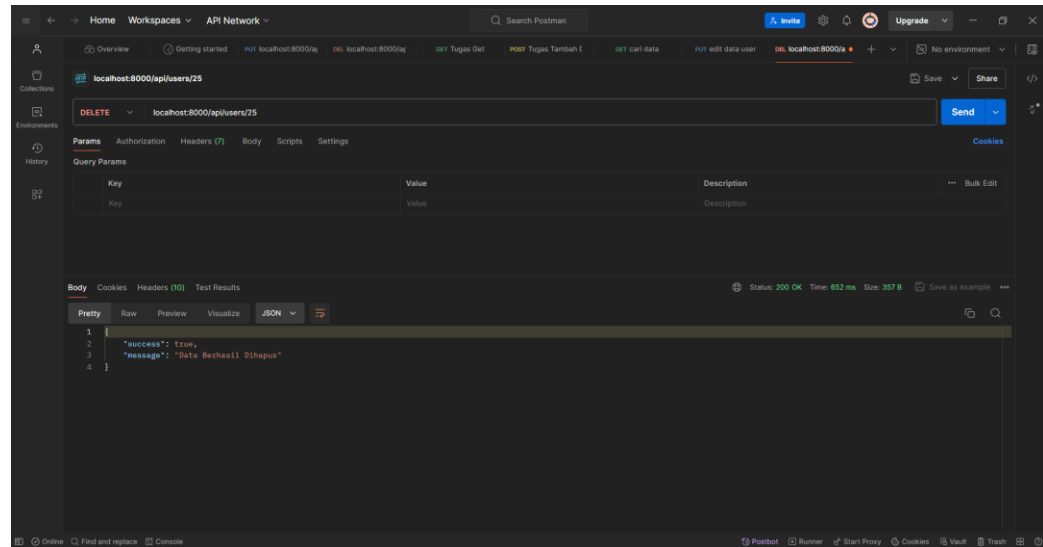 Home Workspaces API Network Search Postman Invite Upgrade
Overview Getting started PUT localhost:8000/a DEL localhost:8000/a GET Tugas Get POST Tugas Tambah GET cari data PUT edit data user DEL localhost:8000/a No environment
localhost:8000/api/users/25 Save Share
DELETE localhost:8000/api/users/25 Send
Params Authorization Headers (7) Body Scripts Settings Cookies
Query Params
Key Value Description Bulk Edit
Key Value Description
Collections
Environments
History
Body Cookies Headers (10) Test Results Status: 200 OK Time: 652 ms Size: 357 B Save as example
Pretty Raw Preview Visualize JSON
1 {
2 "success": true,
3 "message": "Data Berhasil Dihapus"
4 }
Online Find and replace Console Postbot Runner Start Proxy Cookies Vault Trash